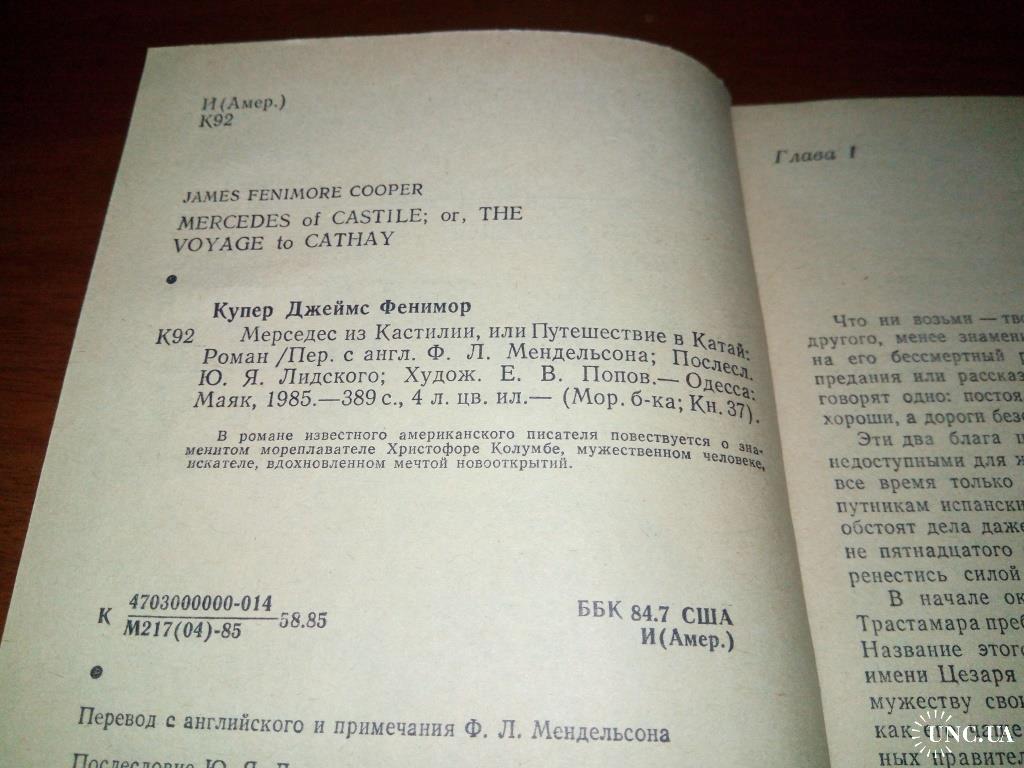 И(Амер.)
К92
JAMES FENIMORE COOPER
MERCEDES of CASTILE; or, THE
VOYAGE to CATHAY
Купер Джеймс Фенимор
К92 Мерседес из Кастилии, или Путешествие в Катай:
Роман /Пер. с англ. Ф. Л. Мендельсона; Послесл.
Ю. Я. Лидского; Худож. Е. В. Попов.— Одесса:
Маяк, 1985.—389 с., 4 л. цв. ил.— (Мор. б-ка; Кн. 37).
В романе известного американского писателя повествуется о зна-
менитом мореплавателе Христофоре Колумбе, мужественном человеке,
искателе, вдохновленном мечтой новооткрытий.
К 4703000000-014
М217(04)-85 58.85
ББК 84.7 США
И(Амер.)
Перевод с английского и примечания Ф. Л. Мендельсона
Послесловие Ю. Я.
Глава 1
Что ни возьми — тво
другого, менее знамени
на его бессмертный р
предания или рассказ
говорят одно: постоя
хороши, а дороги безо
Эти два блага ц
недоступными для ж
все время только
путникам испански
обстоят дела даже
не пятнадцатого
ренестись силой
В начале ок
Трастамара преб
Название этого
имени Цезаря
мужеству свои
как его
ных правител
UNC.UA